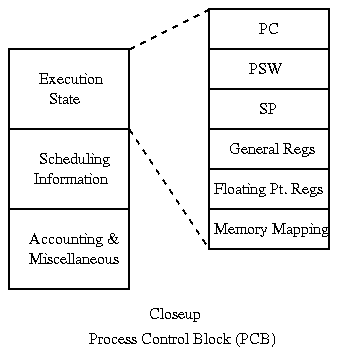 Execution
State
Scheduling
Information
Accounting &
Miscellaneous
PC
PSW
SP
General Regs
Floating Pt. Regs
Memory Mapping
Closeup
Process Control Block (PCB)